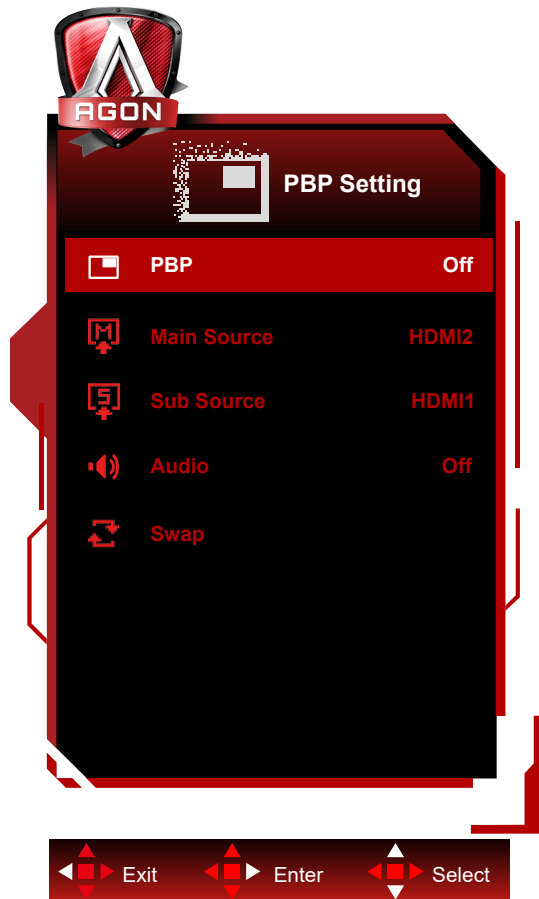 AGON
PBP Setting
PBP Off
Main Source HDMI2
Sub Source HDMI1
Audio Off
Swap
Exit Enter Select